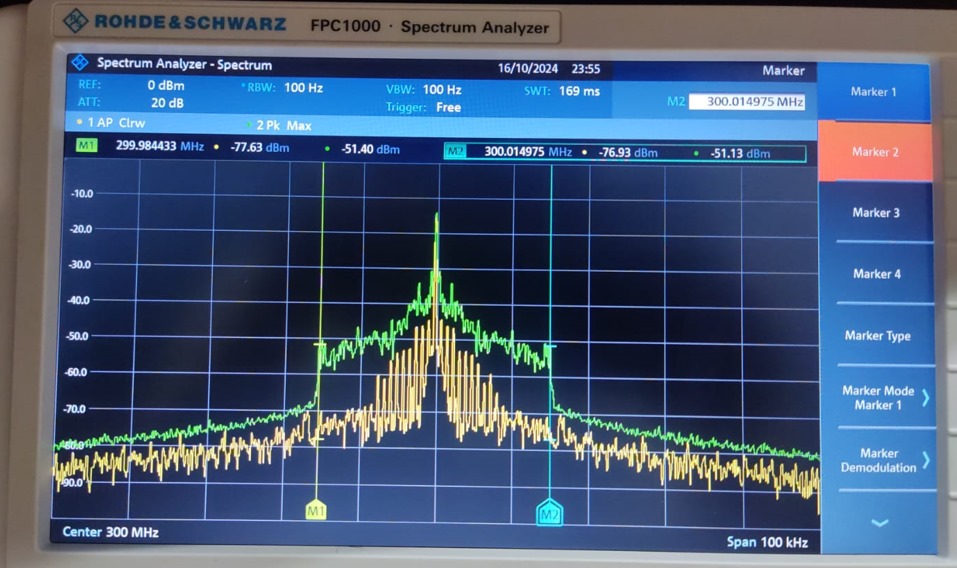 ROHDE&SCHWARZ FPC1000 · Spectrum Analyzer
Spectrum Analyzer - Spectrum 16/10/2024 23:55 Marker
REF: 0 dBm * RBW: 100 Hz VBW: 100 Hz SWT: 169 ms
ATT: 20 dB Trigger: Free M2 300.014975 MHz
1 AP Clrw 2 Pk Max
M1 299.984433 MHz -77.63 dBm -51.40 dBm M2 300.014975 MHz -76.93 dBm -51.13 dBm
-10.0
-20.0
-30.0
-40.0
-50.0
-60.0
-70.0
-80.0
-90.0
M1 M2
Center 300 MHz Span 100 kHz
Marker 1
Marker 2
Marker 3
Marker 4
Marker Type
Marker Mode
Marker 1
Marker
Demodulation